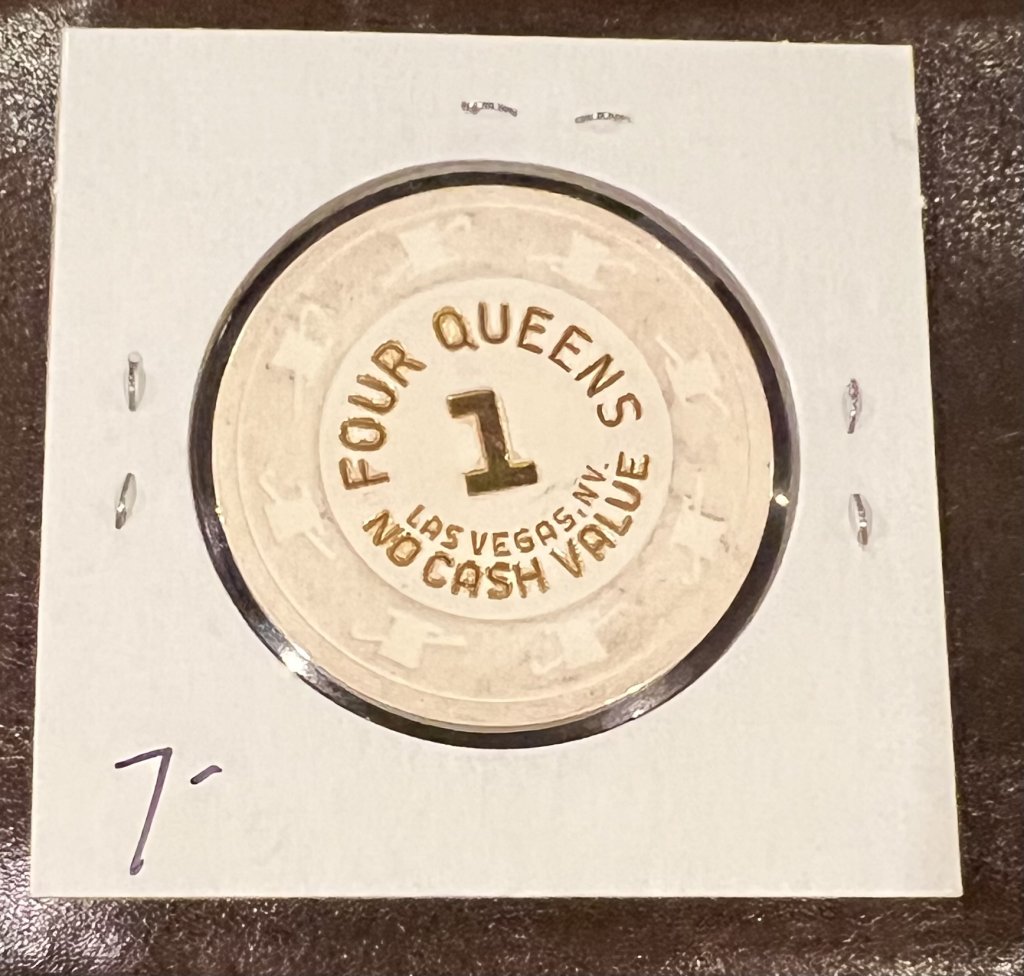 FOUR QUEENS
1
LAS VEGAS, NV.
NO CASH VALUE
7-